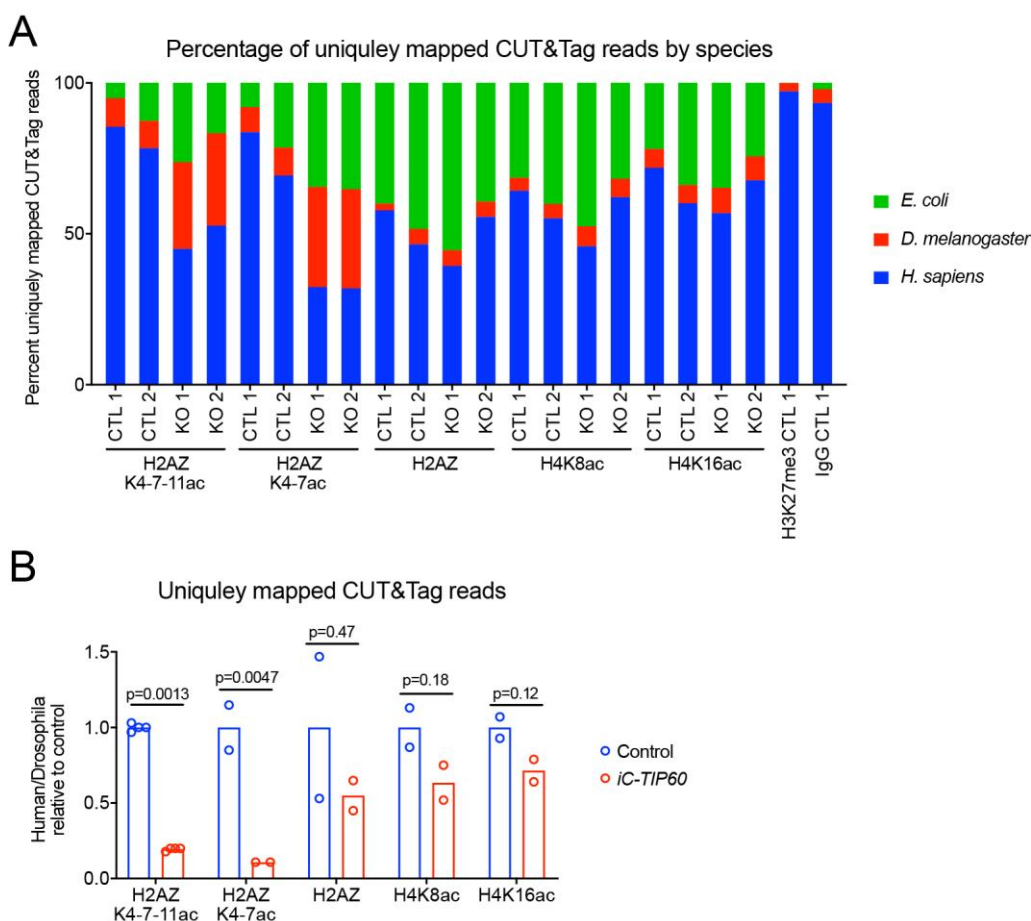 A
Percentage of uniquley mapped CUT&Tag reads by species
Perrcent uniquely mapped CUT&Tag reads
100
50
0
E. coli
D. melanogaster
H. sapiens
CTL 1
CTL 2
KO 1
KO 2
CTL 1
CTL 2
KO 1
KO 2
CTL 1
CTL 2
KO 1
KO 2
CTL 1
CTL 2
KO 1
KO 2
CTL 1
CTL 2
KO 1
KO 2
H3K27me3 CTL 1
IgG CTL 1
H2AZ
K4-7-11ac
H2AZ
K4-7ac
H2AZ
H4K8ac
H4K16ac
B
Uniquley mapped CUT&Tag reads
Human/Drosophila
relative to control
1.5
1.0
0.5
0.0
p=0.0013
p=0.0047
p=0.47
p=0.18
p=0.12
Control
iC-TIP60
H2AZ
K4-7-11ac
H2AZ
K4-7ac
H2AZ
H4K8ac
H4K16ac